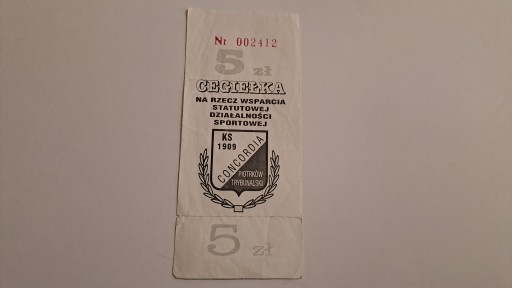 Nr 002412
5 zł
CEGIEŁKA
NA RZECZ WSPARCIA
STATUTOWEJ
DZIAŁALNOŚCI
SPORTOWEJ
KS
1909
CONCORDIA
PIOTRKÓW
TRYBUNALSKI
5 zł